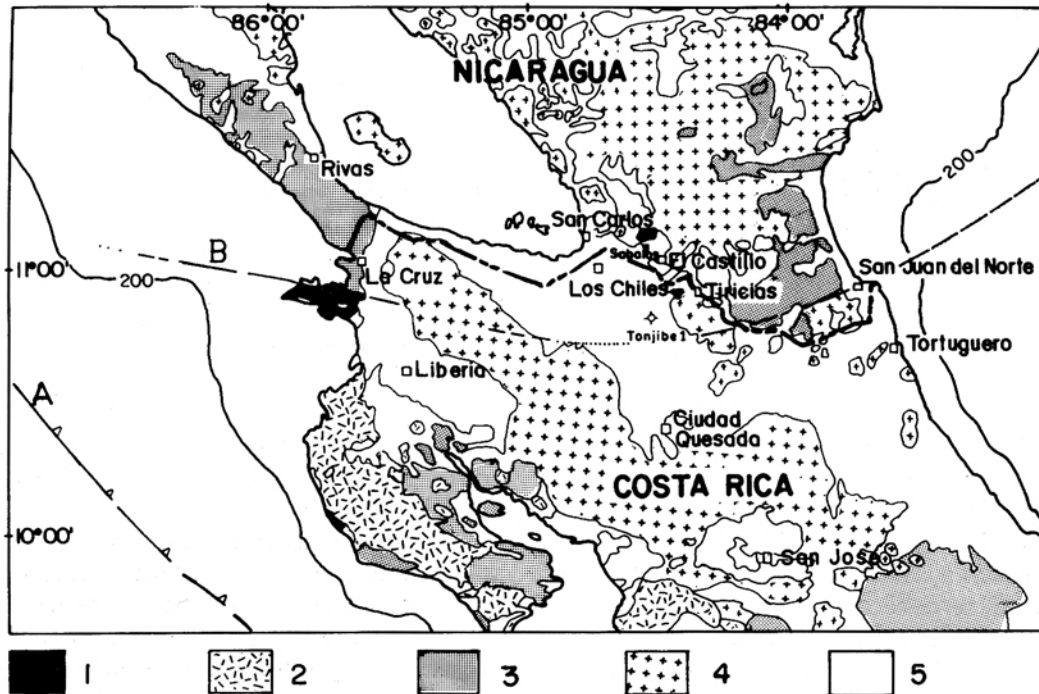 86°00' 85°00' 84°00'
NICARAGUA
200
Rivas
San Carlos
Sabalos
El Castillo
B
11°00'
La Cruz
San Juan del Norte
200
Los Chiles
Tiricias
Tonjibe 1
Tortuguero
A
Liberia
Ciudad
Quesada
COSTA RICA
10°00'
San José
1 2 3 4 5